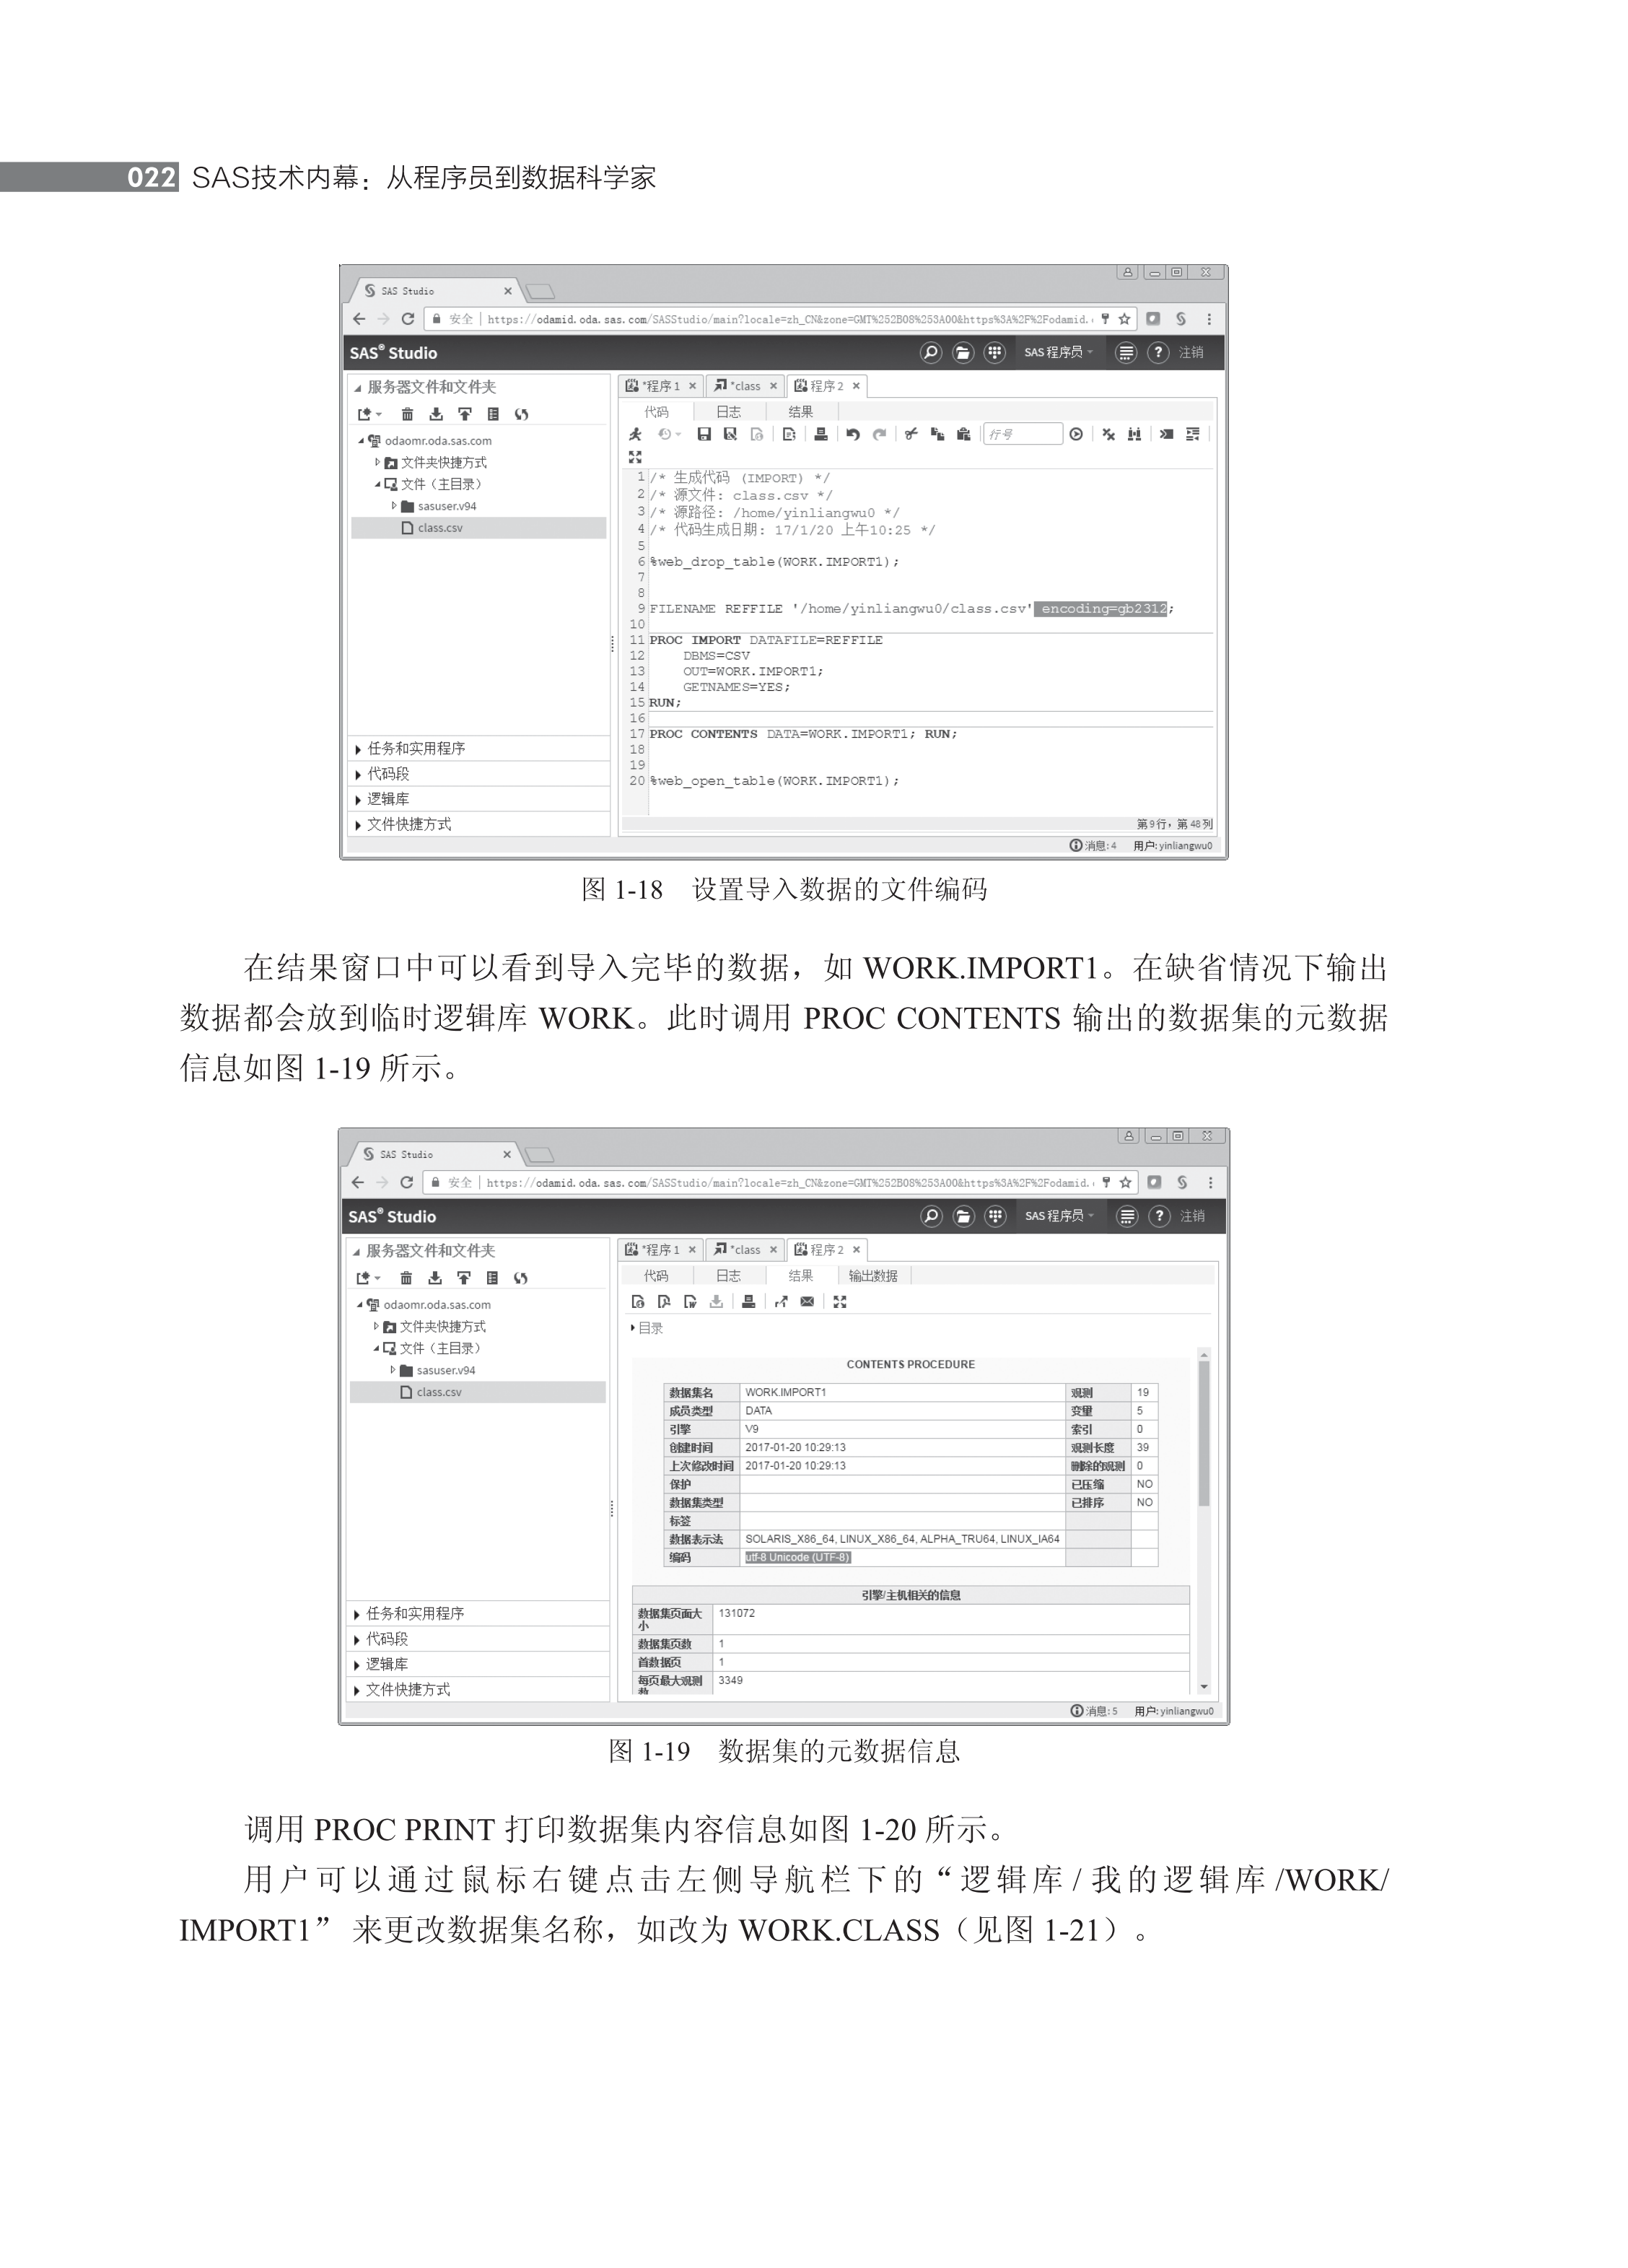 022 SAS技术内幕：从程序员到数据科学家
SAS Studio
安全 | https://odamid.oda.sas.com/SASStudio/main?locale=zh_CN&zone=GMT%252B08%253A00&https%3A%2F%2Fodamid.
SAS® Studio SAS 程序员 ? 注销
服务器文件和文件夹
odaomr.oda.sas.com
文件夹快捷方式
文件（主目录）
sasuser.v94
class.csv
任务和实用程序
代码段
逻辑库
文件快捷方式
*程序 1 × *class × 程序 2 ×
代码 日志 结果
行号
1 /* 生成代码 (IMPORT) */
2 /* 源文件: class.csv */
3 /* 源路径: /home/yinliangwu0 */
4 /* 代码生成日期: 17/1/20 上午10:25 */
5
6 %web_drop_table(WORK.IMPORT1);
7
8
9 FILENAME REFFILE '/home/yinliangwu0/class.csv' encoding=gb2312;
10
11 PROC IMPORT DATAFILE=REFFILE
12 DBMS=CSV
13 OUT=WORK.IMPORT1;
14 GETNAMES=YES;
15 RUN;
16
17 PROC CONTENTS DATA=WORK.IMPORT1; RUN;
18
19
20 %web_open_table(WORK.IMPORT1);
第 9 行，第 48 列
消息: 4 用户: yinliangwu0
图 1-18 设置导入数据的文件编码
在结果窗口中可以看到导入完毕的数据，如 WORK.IMPORT1。在缺省情况下输出
数据都会放到临时逻辑库 WORK。此时调用 PROC CONTENTS 输出的数据集的元数据
信息如图 1-19 所示。
SAS Studio
安全 | https://odamid.oda.sas.com/SASStudio/main?locale=zh_CN&zone=GMT%252B08%253A00&https%3A%2F%2Fodamid.
SAS® Studio SAS 程序员 ? 注销
服务器文件和文件夹
odaomr.oda.sas.com
文件夹快捷方式
文件（主目录）
sasuser.v94
class.csv
任务和实用程序
代码段
逻辑库
文件快捷方式
*程序 1 × *class × 程序 2 ×
代码 日志 结果 输出数据
目录
CONTENTS PROCEDURE
数据集名 WORK.IMPORT1 观测 19
成员类型 DATA 变量 5
引擎 V9 索引 0
创建时间 2017-01-20 10:29:13 观测长度 39
上次修改时间 2017-01-20 10:29:13 删除的观测 0
保护 已压缩 NO
数据集类型 已排序 NO
标签
数据表示法 SOLARIS_X86_64, LINUX_X86_64, ALPHA_TRU64, LINUX_IA64
编码 utf-8 Unicode (UTF-8)
引擎/主机相关的信息
数据集页面大小 131072
数据集页数 1
首数据页 1
每页最大观测数 3349
消息: 5 用户: yinliangwu0
图 1-19 数据集的元数据信息
调用 PROC PRINT 打印数据集内容信息如图 1-20 所示。
用户可以通过鼠标右键点击左侧导航栏下的“逻辑库 / 我的逻辑库 /WORK/
IMPORT1” 来更改数据集名称，如改为 WORK.CLASS（见图 1-21）。